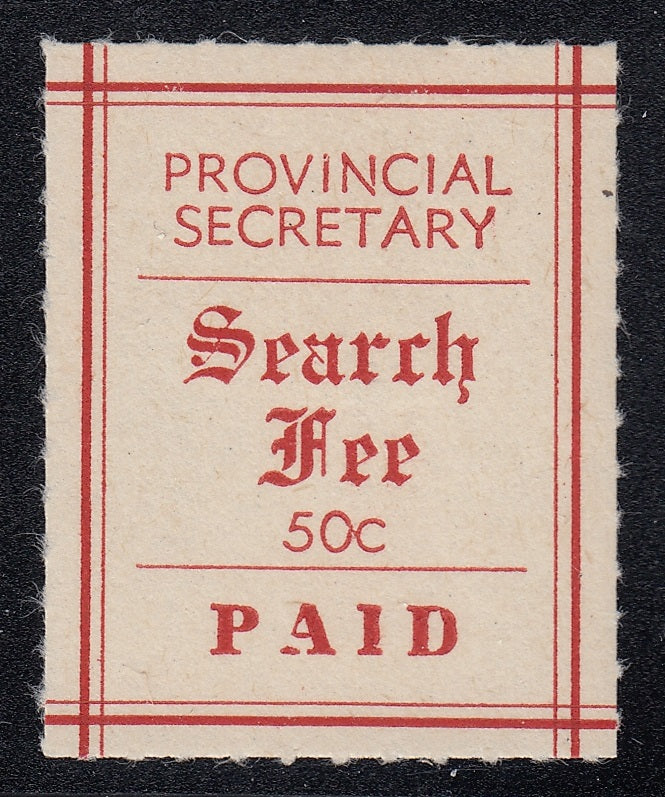 PROVINCIAL
SECRETARY
Search
Fee
50c
PAID